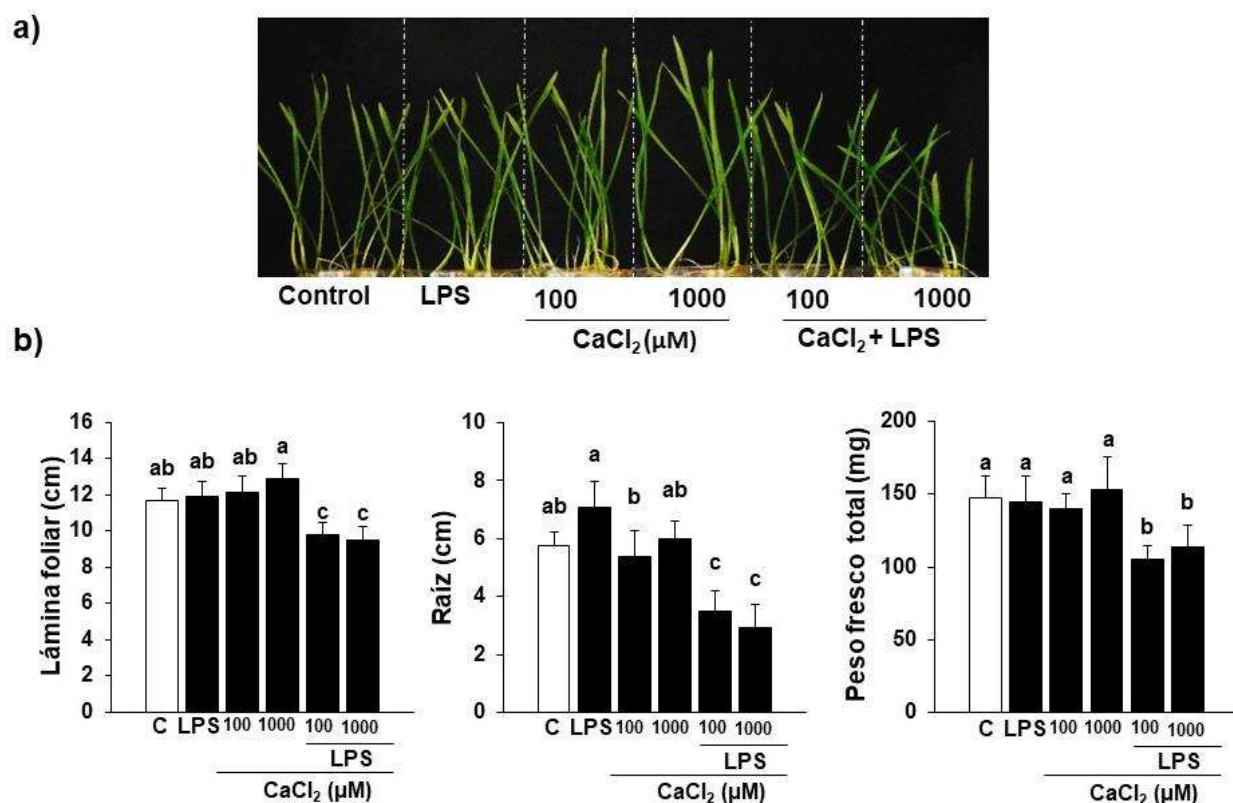 a)
Control LPS 100 1000 100 1000
CaCl₂ (µM) CaCl₂ + LPS
b)
Lámina foliar (cm)
16
14
12
10
8
6
4
2
0
ab ab ab a c c
C LPS 100 1000 100 1000
LPS
CaCl₂ (µM)
Raíz (cm)
10
8
6
4
2
0
ab a b ab c c
C LPS 100 1000 100 1000
LPS
CaCl₂ (µM)
Peso fresco total (mg)
200
150
100
50
0
a a a a b b
C LPS 100 1000 100 1000
LPS
CaCl₂ (µM)